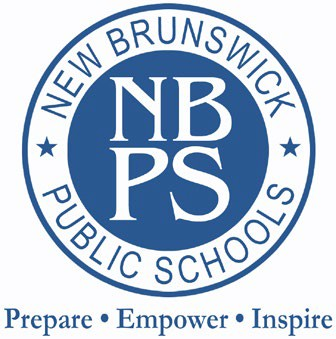 NEW BRUNSWICK
NB
PS
PUBLIC SCHOOLS
Prepare • Empower • Inspire